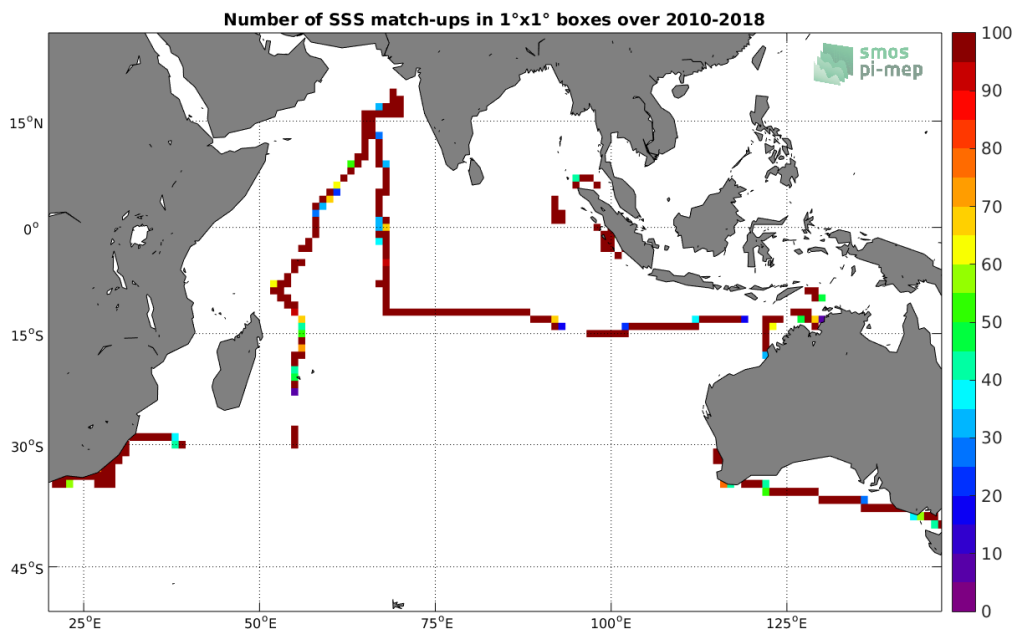 Number of SSS match-ups in 1°x1° boxes over 2010-2018
smos
pi-mep
15°N
0°
15°S
30°S
45°S
25°E
50°E
75°E
100°E
125°E
100
90
80
70
60
50
40
30
20
10
0